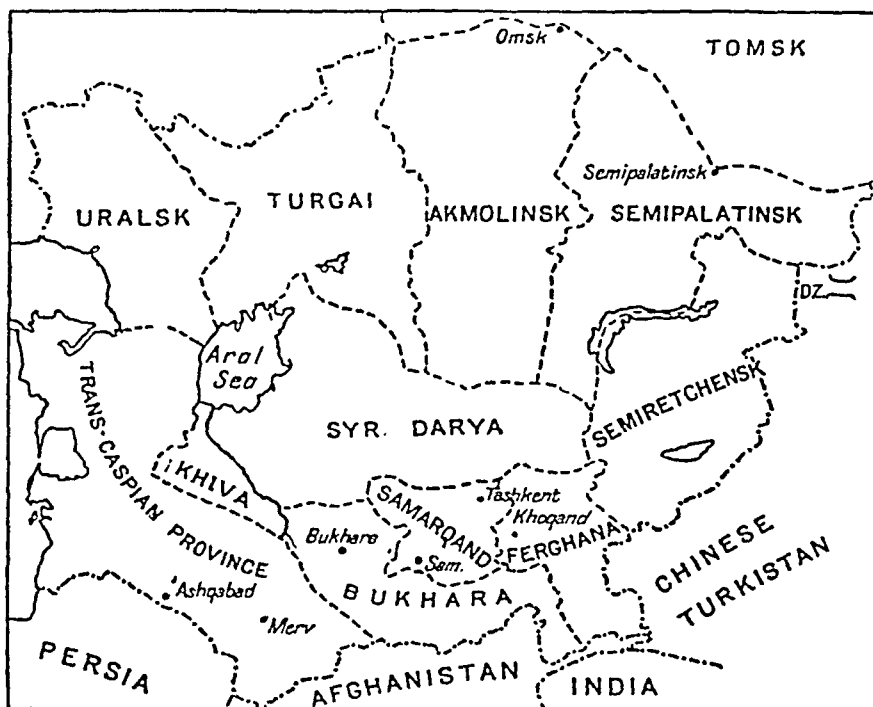 Omsk
TOMSK
Semipalatinsk
URALSK
TURGAI
AKMOLINSK
SEMIPALATINSK
DZ.
Aral
Sea
TRANS-CASPIAN PROVINCE
SYR. DARYA
SEMIRETCHENSK
KHIVA
Tashkent
SAMARQAND
Khoqand
Bukhara
FERGHANA
Sam.
CHINESE
TURKISTAN
Ashqabad
BUKHARA
Merv
PERSIA
AFGHANISTAN
INDIA